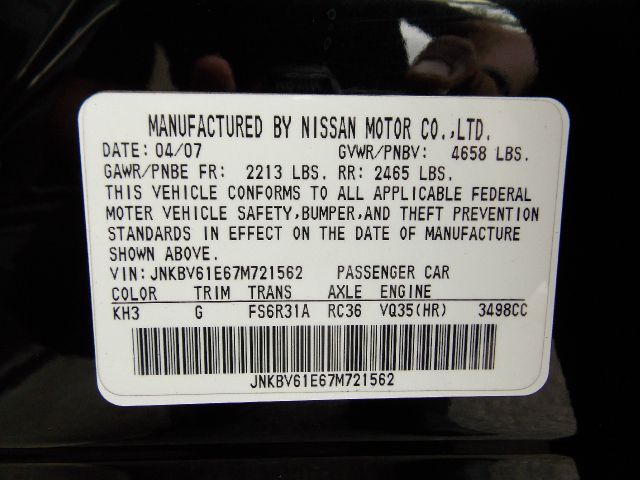 MANUFACTURED BY NISSAN MOTOR CO.,LTD.
DATE: 04/07 GVWR/PNBV: 4658 LBS.
GAWR/PNBE FR: 2213 LBS. RR: 2465 LBS.
THIS VEHICLE CONFORMS TO ALL APPLICABLE FEDERAL
MOTER VEHICLE SAFETY,BUMPER,AND THEFT PREVENTION
STANDARDS IN EFFECT ON THE DATE OF MANUFACTURE
SHOWN ABOVE.
VIN: JNKBV61E67M721562 PASSENGER CAR
COLOR TRIM TRANS AXLE ENGINE
KH3 G FS6R31A RC36 VQ35(HR) 3498CC
JNKBV61E67M721562